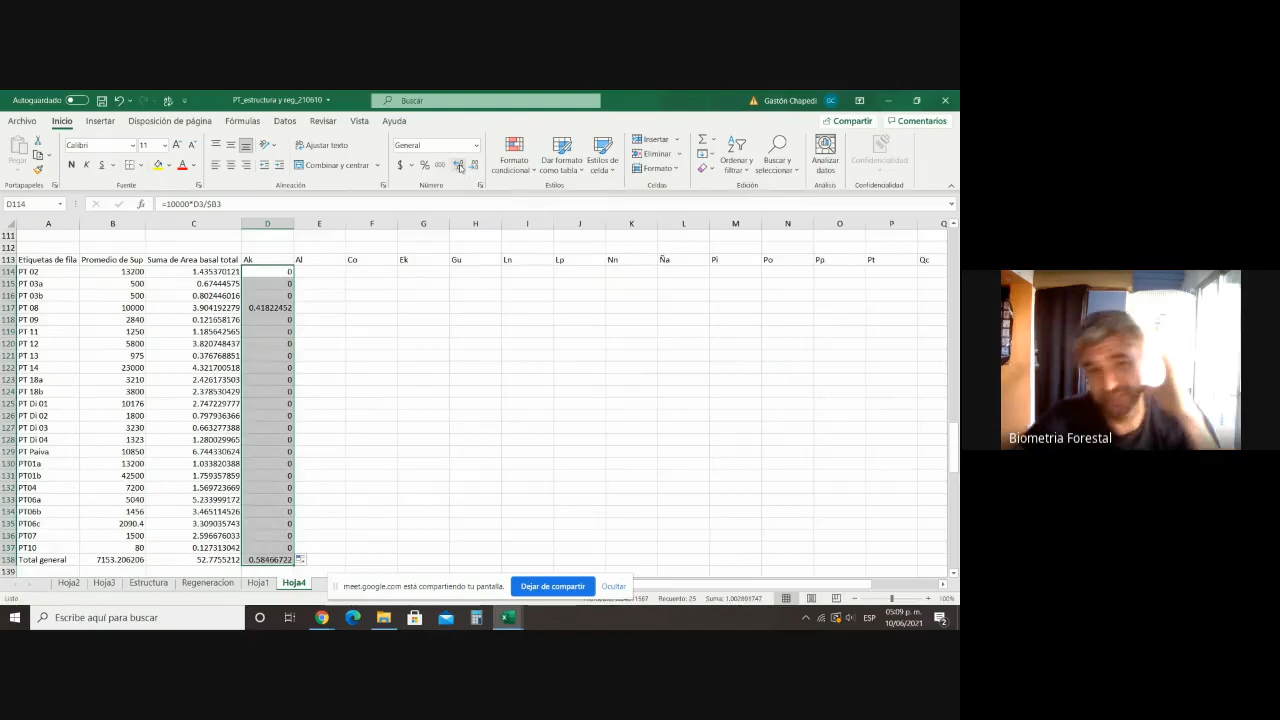 Autoguardado
PT_estructura y reg_210610
Buscar
Gastón Chapedi
GC
Archivo Inicio Insertar Disposición de página Fórmulas Datos Revisar Vista Ayuda
Compartir Comentarios
Pegar
Calibri 11
Ajustar texto
General
N K S
Combinar y centrar
$ % 000
Formato condicional
Dar formato como tabla
Estilos de celda
Insertar
Eliminar
Formato
Ordenar y filtrar
Buscar y seleccionar
Analizar datos
Confidencialidad
Portapapeles Fuente Alineación Número Estilos Celdas Edición Análisis Confidencialidad
D114 fx =10000*D3/$B3
A B C D E F G H I J K L M N O P Q
111
112
113 Etiquetas de fila Promedio de Sup Suma de Area basal total Ak Al Co Ek Gu Ln Lp Nn Ña Pi Po Pp Pt Qc
114 PT 02 13200 1.435370121 0
115 PT 03a 500 0.67444575 0
116 PT 03b 500 0.802446016 0
117 PT 08 10000 3.904192279 0.41822452
118 PT 09 2840 0.121658176 0
119 PT 11 1250 1.185642565 0
120 PT 12 5800 3.820748437 0
121 PT 13 975 0.376768851 0
122 PT 14 23000 4.321700518 0
123 PT 18a 3210 2.426173503 0
124 PT 18b 3800 2.378530429 0
125 PT Di 01 10176 2.747229777 0
126 PT Di 02 1800 0.797936366 0
127 PT Di 03 3230 0.663277388 0
128 PT Di 04 1323 1.280029965 0
129 PT Paiva 10850 6.744330624 0
130 PT01a 13200 1.033820388 0
131 PT01b 42500 1.759357859 0
132 PT04 7200 1.569723669 0
133 PT06a 5040 5.233999172 0
134 PT06b 1456 3.465114526 0
135 PT06c 2090.4 3.309035743 0
136 PT07 1500 2.596676033 0
137 PT10 80 0.127313042 0
138 Total general 7153.206206 52.7755212 0.58466722
139
Hoja2 Hoja3 Estructura Regeneracion Hoja1 Hoja4
meet.google.com está compartiendo tu pantalla. Dejar de compartir Ocultar
Listo
Recuento: 25 Suma: 1,002891747
100%
Escribe aquí para buscar
ESP
05:09 p. m.
10/06/2021
2
Biometria Forestal